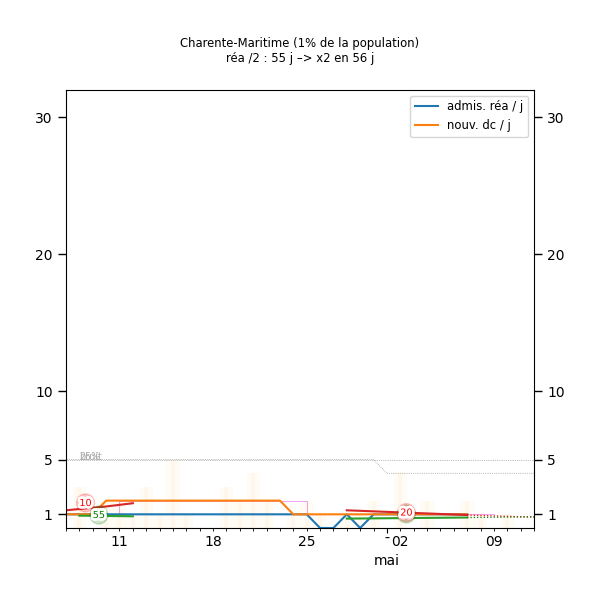 Charente-Maritime (1% de la population)
réa /2 : 55 j –> x2 en 56 j
admis. réa / j
nouv. dc / j
30 30
20 20
10 10
5 5
1 1
10
55
20
11 18 25 02 09
mai